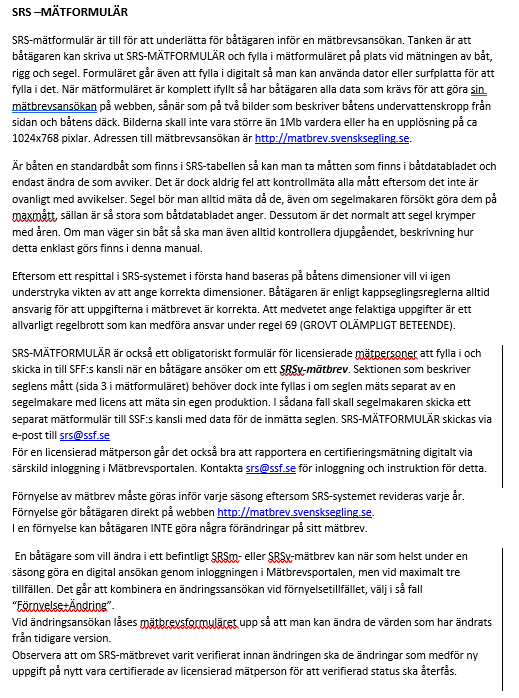 SRS –MÄTFORMULÄR
SRS-mätformulär är till för att underlätta för båtägaren inför en mätbrevsansökan. Tanken är att
båtägaren kan skriva ut SRS-MÄTFORMULÄR och fylla i mätformuläret på plats vid mätningen av båt,
rigg och segel. Formuläret går även att fylla i digitalt så man kan använda dator eller surfplatta för att
fylla i det. När mätformuläret är komplett ifyllt så har båtägaren alla data som krävs för att göra sin
mätbrevsansökan på webben, sånär som på två bilder som beskriver båtens undervattenskropp från
sidan och båtens däck. Bilderna skall inte vara större än 1Mb vardera eller ha en upplösning på ca
1024x768 pixlar. Adressen till mätbrevsansökan är http://matbrev.svensksegling.se.
Är båten en standardbåt som finns i SRS-tabellen så kan man ta måtten som finns i båtdatabladet och
endast ändra de som avviker. Det är dock aldrig fel att kontrollmäta alla mått eftersom det inte är
ovanligt med avvikelser. Segel bör man alltid mäta då de, även om segelmakaren försökt göra dem på
maxmått, sällan är så stora som båtdatabladet anger. Dessutom är det normalt att segel krymper
med åren. Om man väger sin båt så ska man även alltid kontrollera djupgåendet, beskrivning hur
detta enklast görs finns i denna manual.
Eftersom ett respittal i SRS-systemet i första hand baseras på båtens dimensioner vill vi igen
understryka vikten av att ange korrekta dimensioner. Båtägaren är enligt kappseglingsreglerna alltid
ansvarig för att uppgifterna i mätbrevet är korrekta. Att medvetet ange felaktiga uppgifter är ett
allvarligt regelbrott som kan medföra ansvar under regel 69 (GROVT OLÄMPLIGT BETEENDE).
SRS-MÄTFORMULÄR är också ett obligatoriskt formulär för licensierade mätpersoner att fylla i och
skicka in till SFF:s kansli när en båtägare ansöker om ett SRSv-mätbrev. Sektionen som beskriver
seglens mått (sida 3 i mätformuläret) behöver dock inte fyllas i om seglen mäts separat av en
segelmakare med licens att mäta sin egen produktion. I sådana fall skall segelmakaren skicka ett
separat mätformulär till SSF:s kansli med data för de inmätta seglen. SRS-MÄTFORMULÄR skickas via
e-post till srs@ssf.se
För en licensierad mätperson går det också bra att rapportera en certifieringsmätning digitalt via
särskild inloggning i Mätbrevsportalen. Kontakta srs@ssf.se för inloggning och instruktion för detta.
Förnyelse av mätbrev måste göras inför varje säsong eftersom SRS-systemet revideras varje år.
Förnyelse gör båtägaren direkt på webben http://matbrev.svensksegling.se.
I en förnyelse kan båtägaren INTE göra några förändringar på sitt mätbrev.
En båtägare som vill ändra i ett befintligt SRSm- eller SRSv-mätbrev kan när som helst under en
säsong göra en digital ansökan genom inloggningen i Mätbrevsportalen, men vid maximalt tre
tillfällen. Det går att kombinera en ändringssansökan vid förnyelsetillfället, välj i så fall
"Förnyelse+Ändring".
Vid ändringsansökan låses mätbrevsformuläret upp så att man kan ändra de värden som har ändrats
från tidigare version.
Observera att om SRS-mätbrevet varit verifierat innan ändringen ska de ändringar som medför ny
uppgift på nytt vara certifierade av licensierad mätperson för att verifierad status ska återfås.